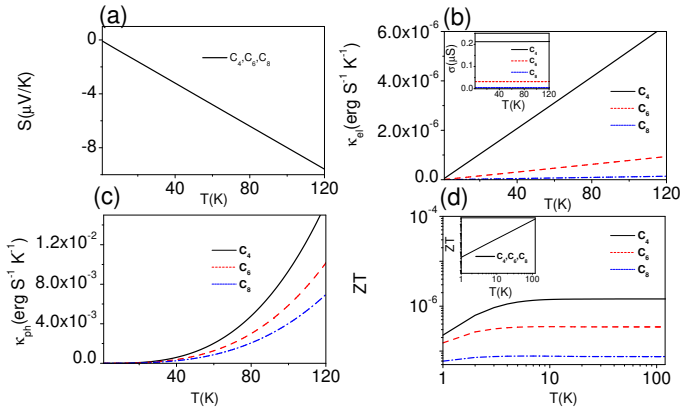 (a)
0
-4
-8
S(μV/K)
C4,C6,C8
40
80
120
T(K)
(b)
6.0x10-6
4.0x10-6
2.0x10-6
0.0
κel(erg S-1 K-1)
0.2
0.1
0.0
σ(μS)
T(K)
C4
C6
C8
0
40
80
120
T(K)
C4
C6
C8
0
40
80
120
T(K)
(c)
1.2x10-2
8.0x10-3
4.0x10-3
0.0
κph(erg S-1 K-1)
C4
C6
C8
40
80
120
T(K)
(d)
10-4
10-6
ZT
ZT
C4,C6,C8
1
10
100
T(K)
C4
C6
C8
1
10
100
T(K)